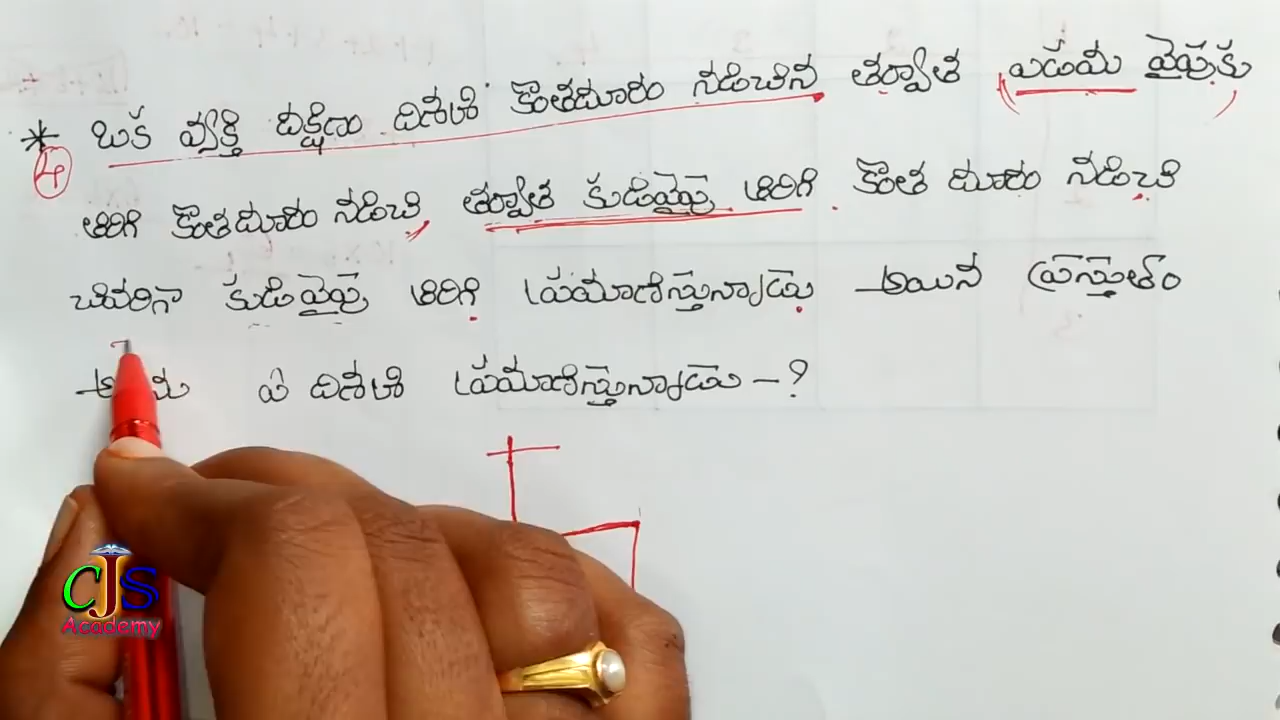 * ఒక వ్యక్తి దక్షిణం దిశకి కొంతదూరం నడిచిన తర్వాత ఎడమ వైపుకు
4 తిరిగి కొంతదూరం నడిచి, తర్వాత కుడివైపు తిరిగి కొంత దూరం నడిచి
చివరిగా కుడివైపు తిరిగి ప్రయాణిస్తున్నాడు అయిన ప్రస్తుతం
ఏ దిశకి ప్రయాణిస్తున్నాడు - ?
CJS
Academy